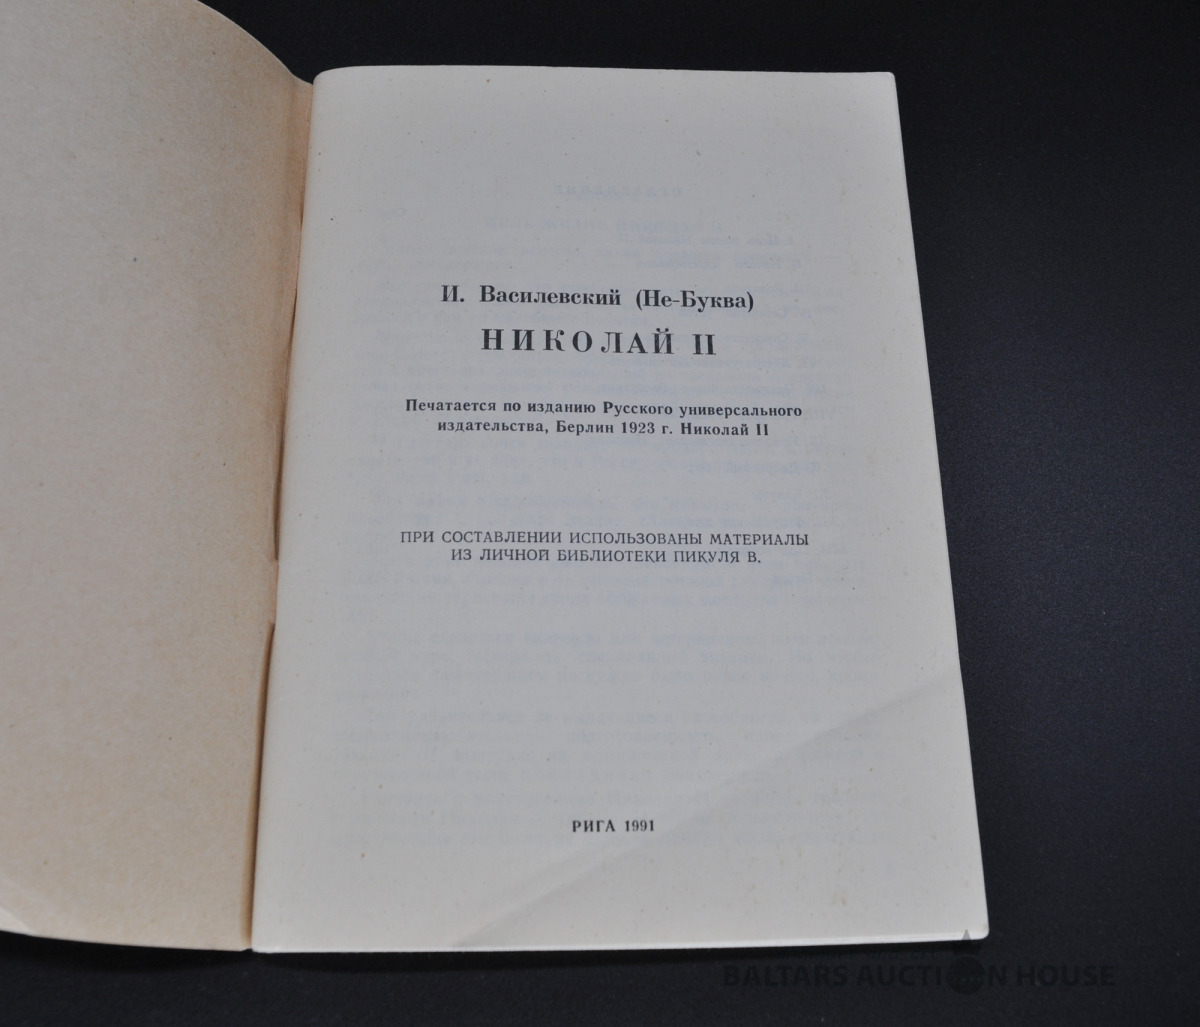 И. Василевский (Не-Буква)
НИКОЛАЙ II
Печатается по изданию Русского универсального
издательства, Берлин 1923 г. Николай II
ПРИ СОСТАВЛЕНИИ ИСПОЛЬЗОВАНЫ МАТЕРИАЛЫ
ИЗ ЛИЧНОЙ БИБЛИОТЕКИ ПИКУЛЯ В.
РИГА 1991
BALTARS AUCTION HOUSE